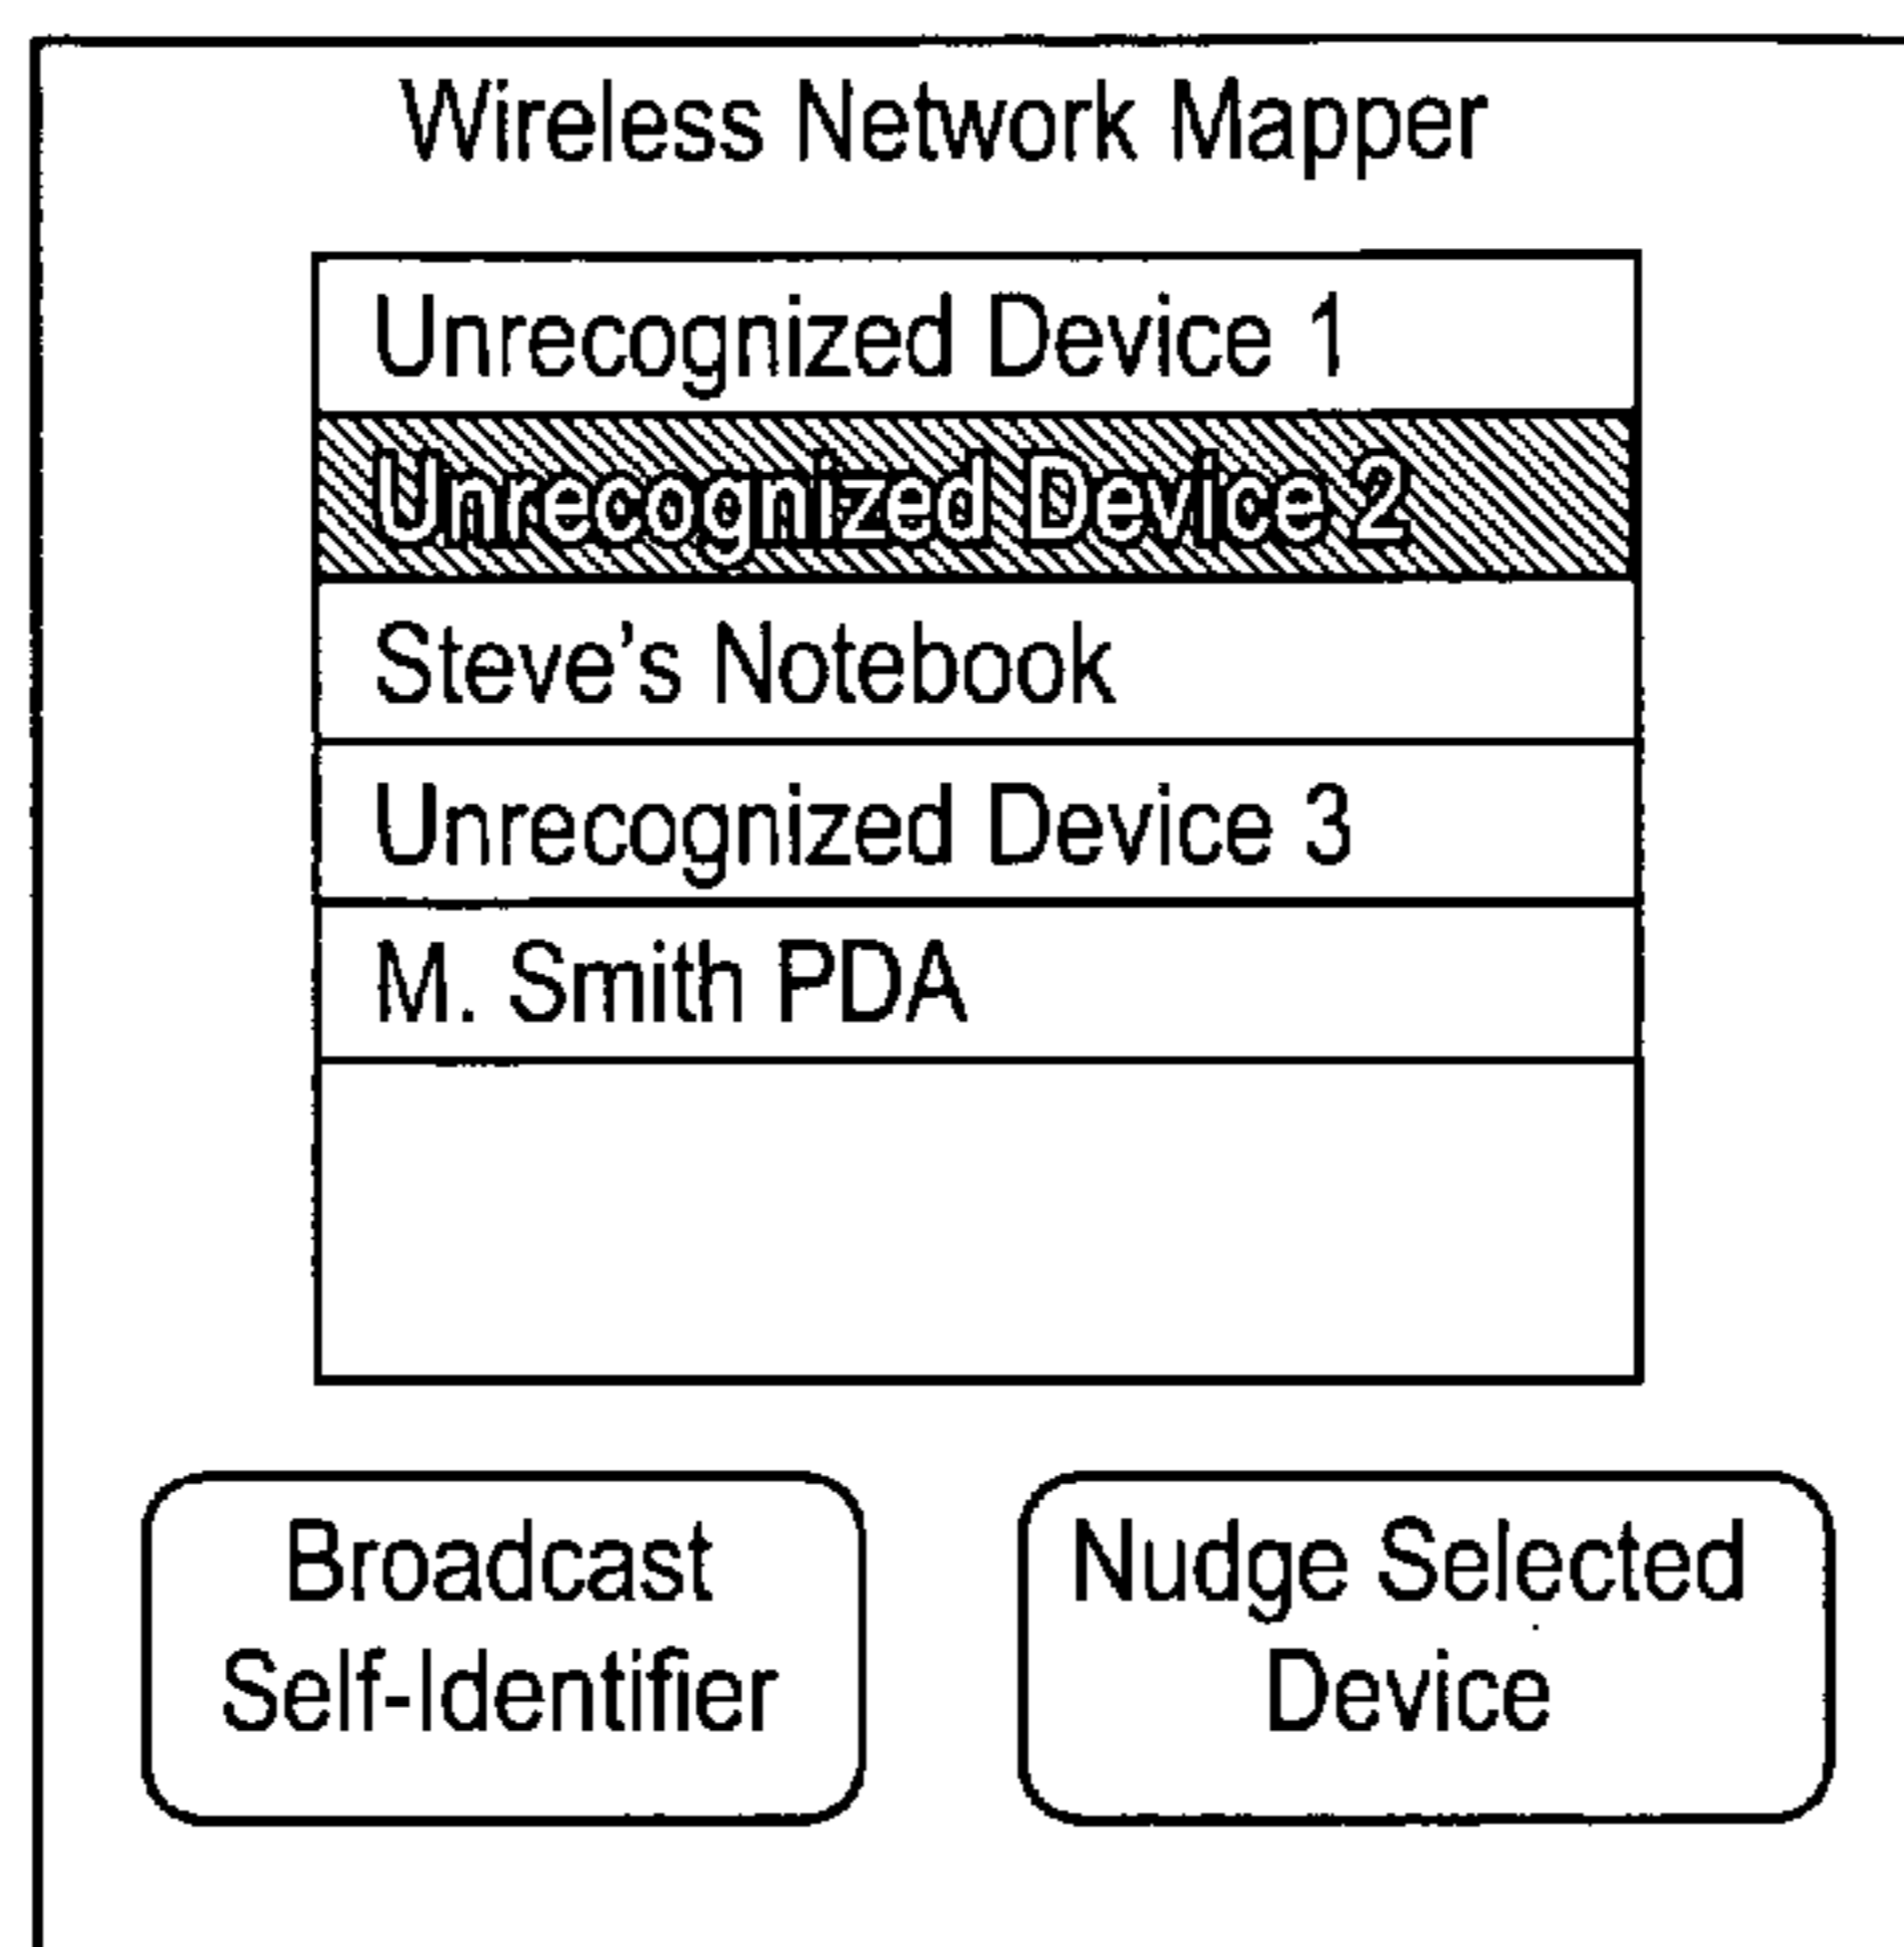 Wireless Network Mapper
Unrecognized Device 1
Unrecognized Device 2
Steve's Notebook
Unrecognized Device 3
M. Smith PDA
Broadcast
Self-Identifier
Nudge Selected
Device